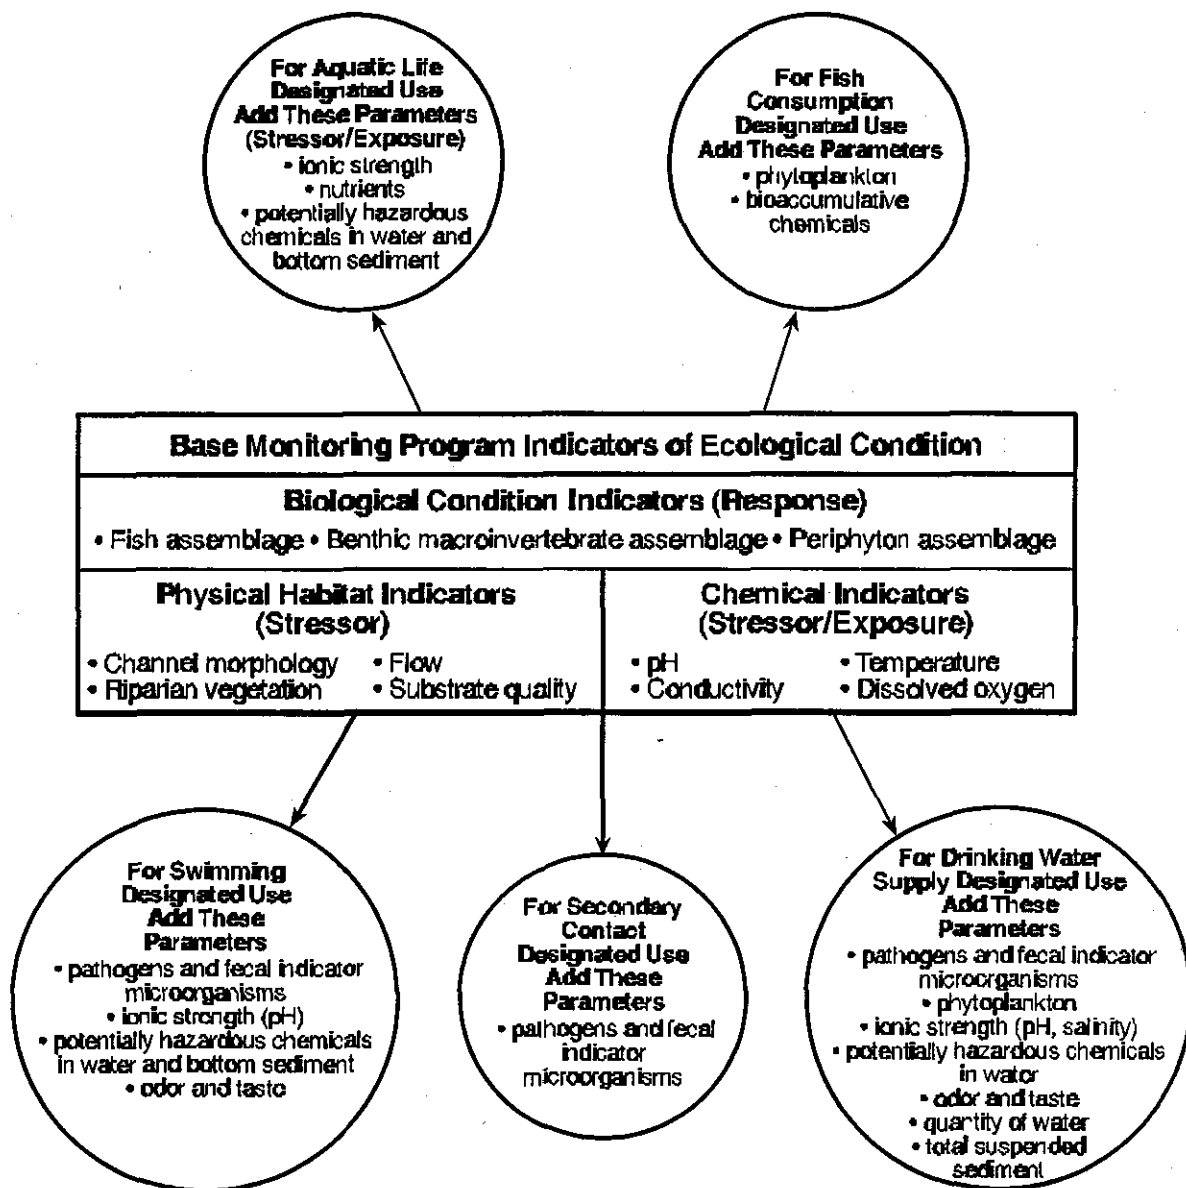 For Aquatic Life
Designated Use
Add These Parameters
(Stressor/Exposure)
• ionic strength
• nutrients
• potentially hazardous
chemicals in water and
bottom sediment
For Fish
Consumption
Designated Use
Add These Parameters
• phytoplankton
• bioaccumulative
chemicals
Base Monitoring Program Indicators of Ecological Condition
Biological Condition Indicators (Response)
• Fish assemblage • Benthic macroinvertebrate assemblage • Periphyton assemblage
Physical Habitat Indicators
(Stressor)
• Channel morphology • Flow
• Riparian vegetation • Substrate quality
Chemical Indicators
(Stressor/Exposure)
• pH • Temperature
• Conductivity • Dissolved oxygen
For Swimming
Designated Use
Add These
Parameters
• pathogens and fecal indicator
microorganisms
• ionic strength (pH)
• potentially hazardous chemicals
in water and bottom sediment
• odor and taste
For Secondary
Contact
Designated Use
Add These
Parameters
• pathogens and fecal
indicator
microorganisms
For Drinking Water
Supply Designated Use
Add These
Parameters
• pathogens and fecal indicator
microorganisms
• phytoplankton
• ionic strength (pH, salinity)
• potentially hazardous chemicals
in water
• odor and taste
• quantity of water
• total suspended
sediment